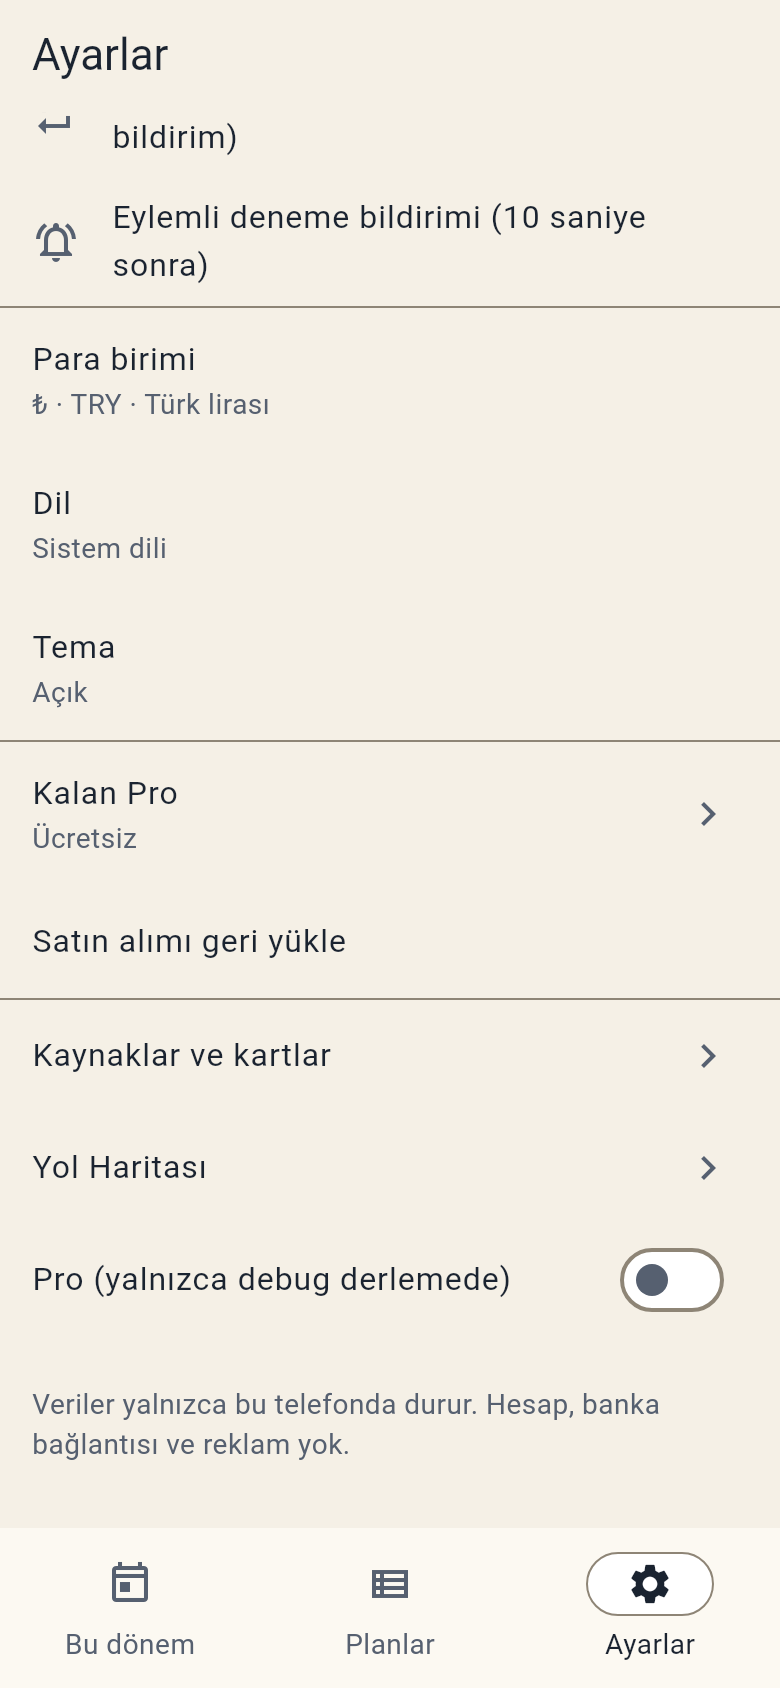 Ayarlar
bildirim)
Eylemli deneme bildirimi (10 saniye
sonra)
Para birimi
₺ · TRY · Türk lirası
Dil
Sistem dili
Tema
Açık
Kalan Pro
Ücretsiz
Satın alımı geri yükle
Kaynaklar ve kartlar
Yol Haritası
Pro (yalnızca debug derlemede)
Veriler yalnızca bu telefonda durur. Hesap, banka
bağlantısı ve reklam yok.
Bu dönem
Planlar
Ayarlar